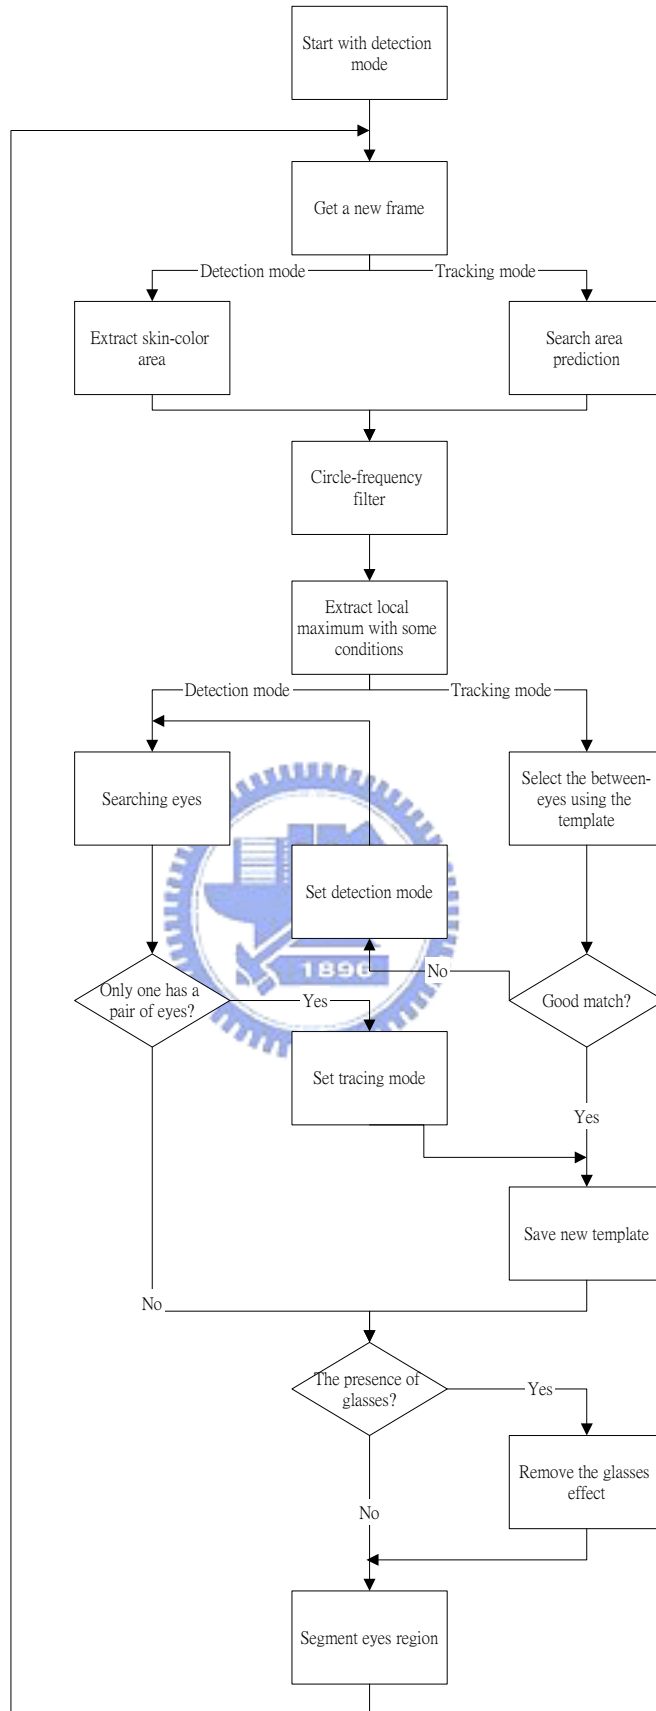 Start with detection
mode
Get a new frame
Detection mode
Tracking mode
Extract skin-color
area
Search area
prediction
Circle-frequency
filter
Extract local
maximum with some
conditions
Detection mode
Tracking mode
Searching eyes
Select the between-
eyes using the
template
Set detection mode
1896
No
Only one has a
pair of eyes?
Yes
Good match?
Set tracing mode
Yes
Save new template
No
The presence of
glasses?
Yes
Remove the glasses
effect
No
Segment eyes region